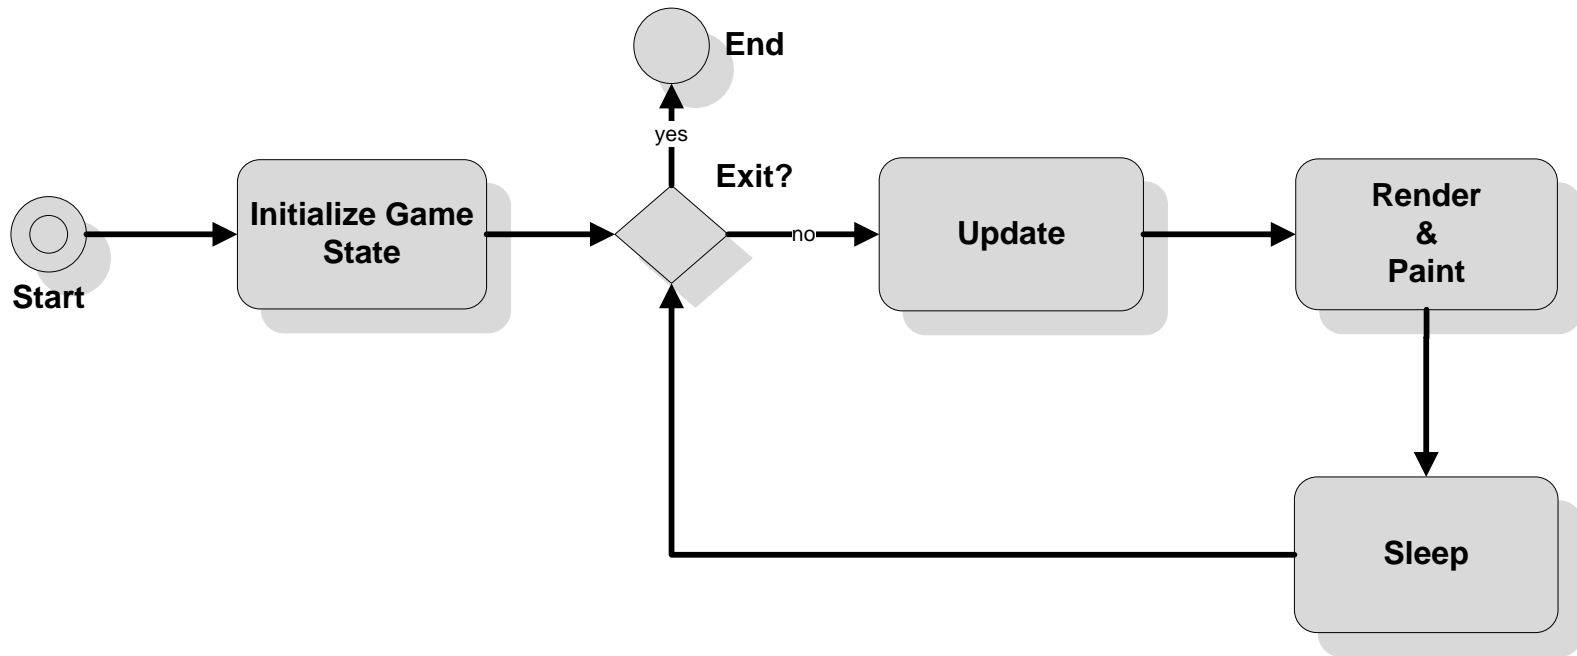 End
yes
Exit?
Initialize Game
State
no
Update
Render
&
Paint
Start
Sleep